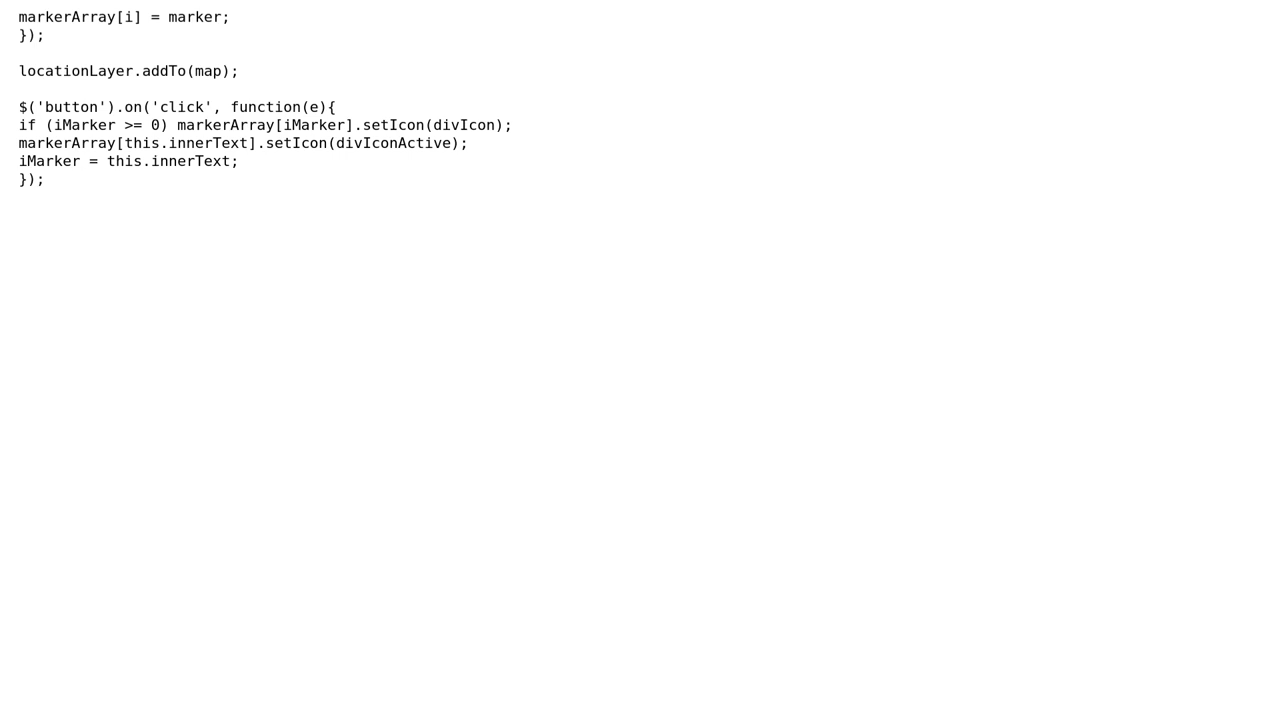 markerArray[i] = marker;
});

locationLayer.addTo(map);

$('button').on('click', function(e){
if (iMarker >= 0) markerArray[iMarker].setIcon(divIcon);
markerArray[this.innerText].setIcon(divIconActive);
iMarker = this.innerText;
});